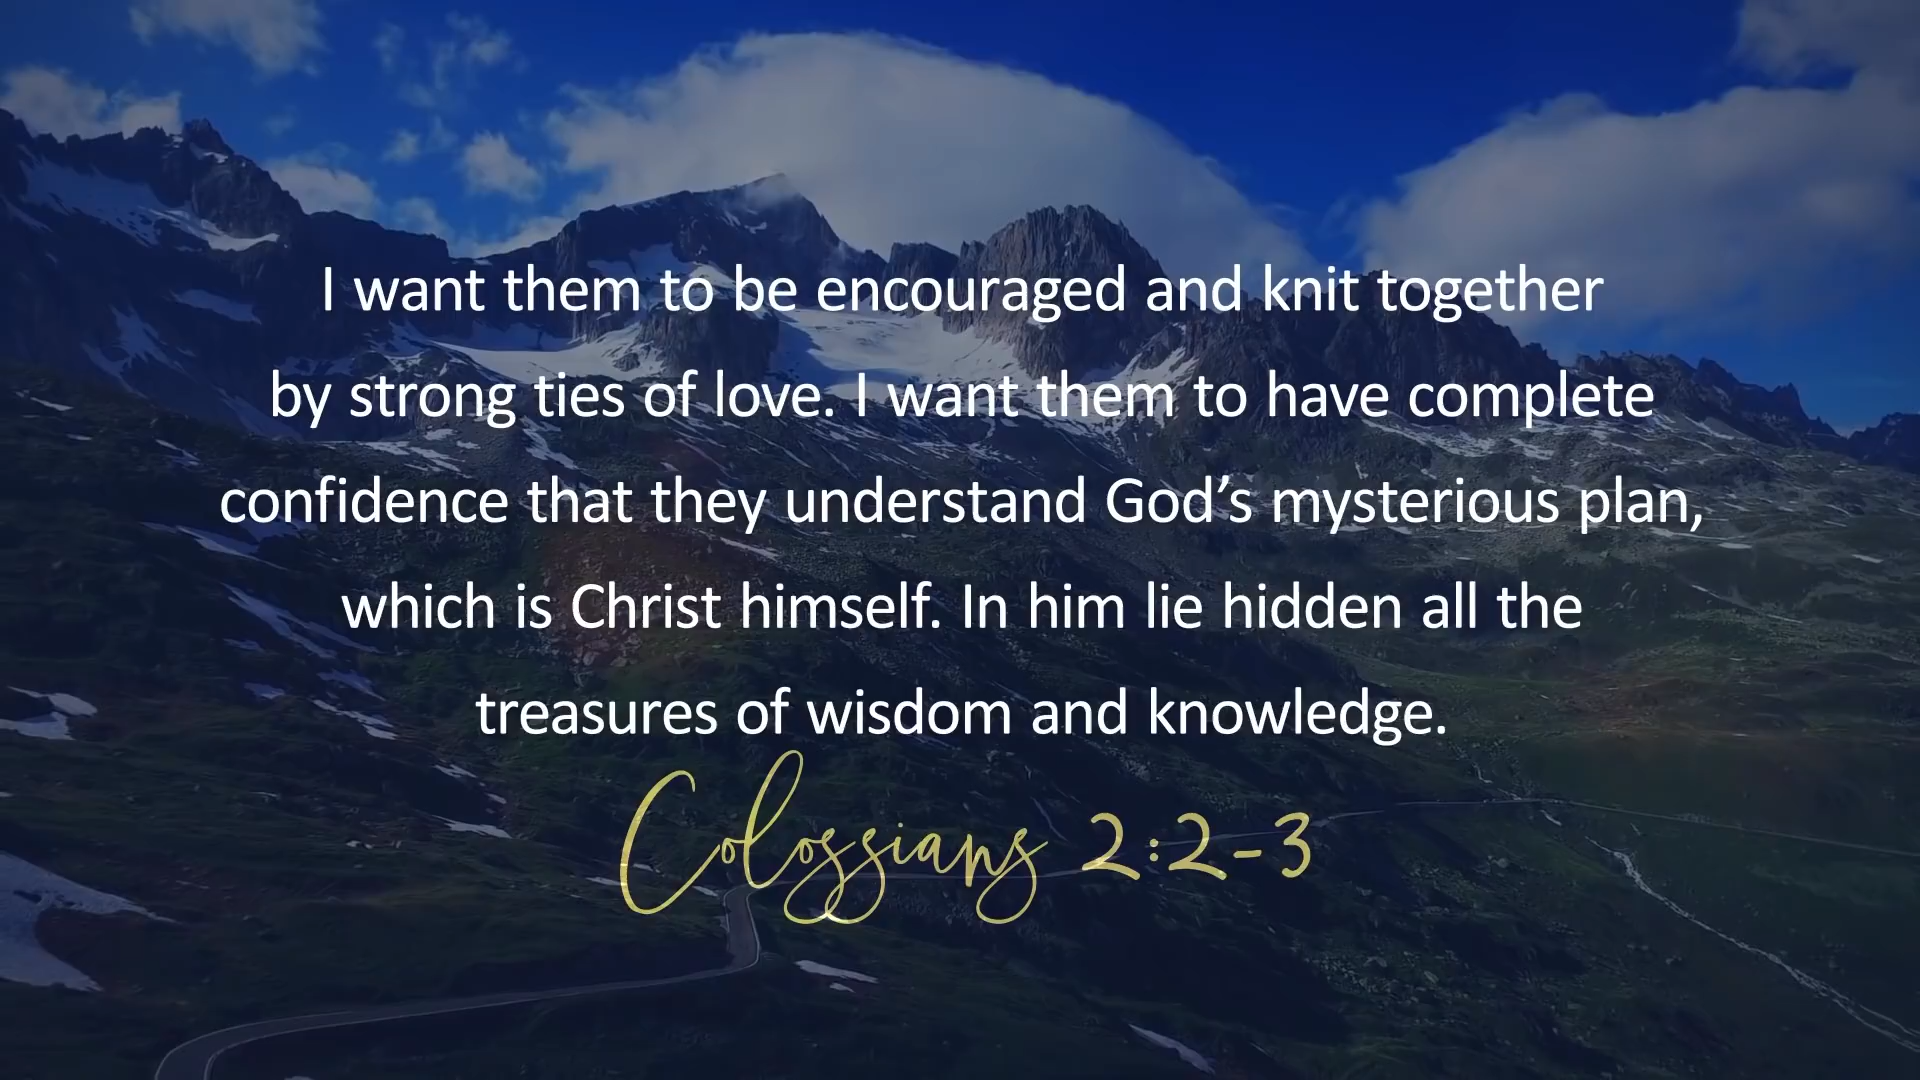 I want them to be encouraged and knit together
by strong ties of love. I want them to have complete
confidence that they understand God’s mysterious plan,
which is Christ himself. In him lie hidden all the
treasures of wisdom and knowledge.
Colossians 2:2-3